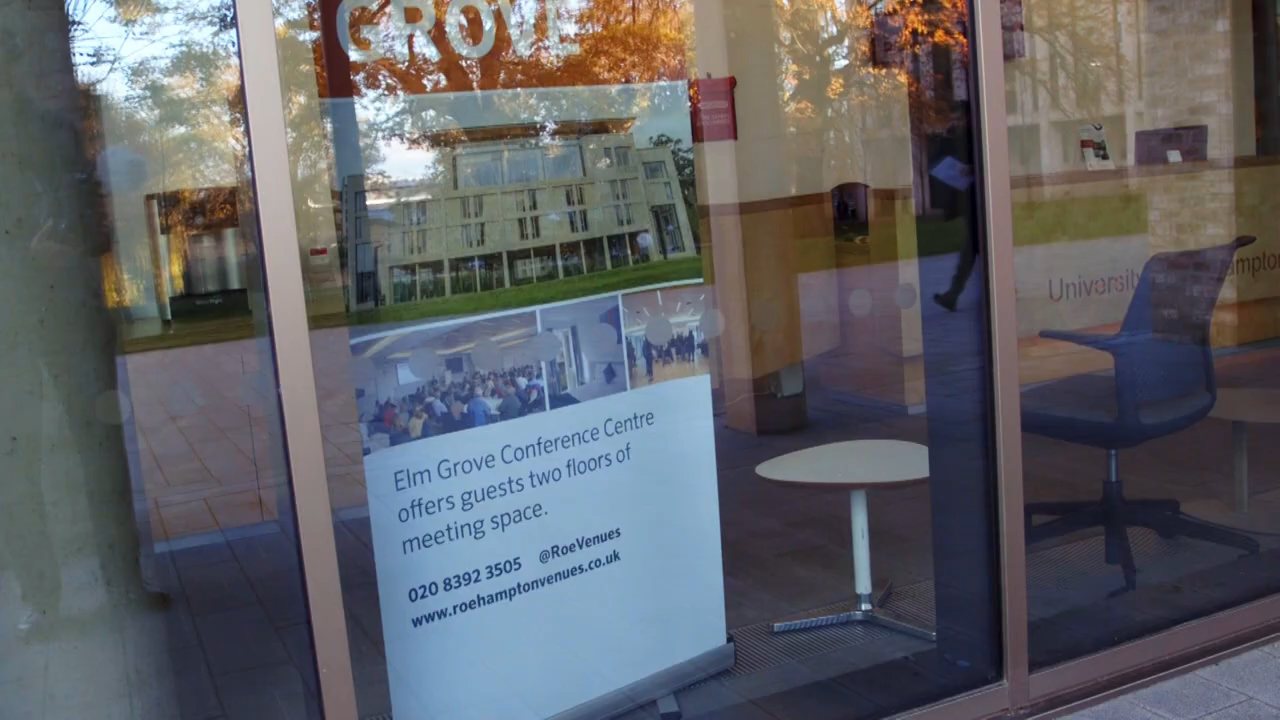 GROVE
Elm Grove Conference Centre
offers guests two floors of
meeting space.
020 8392 3505 @RoeVenues
www.roehamptonvenues.co.uk
University
ampton